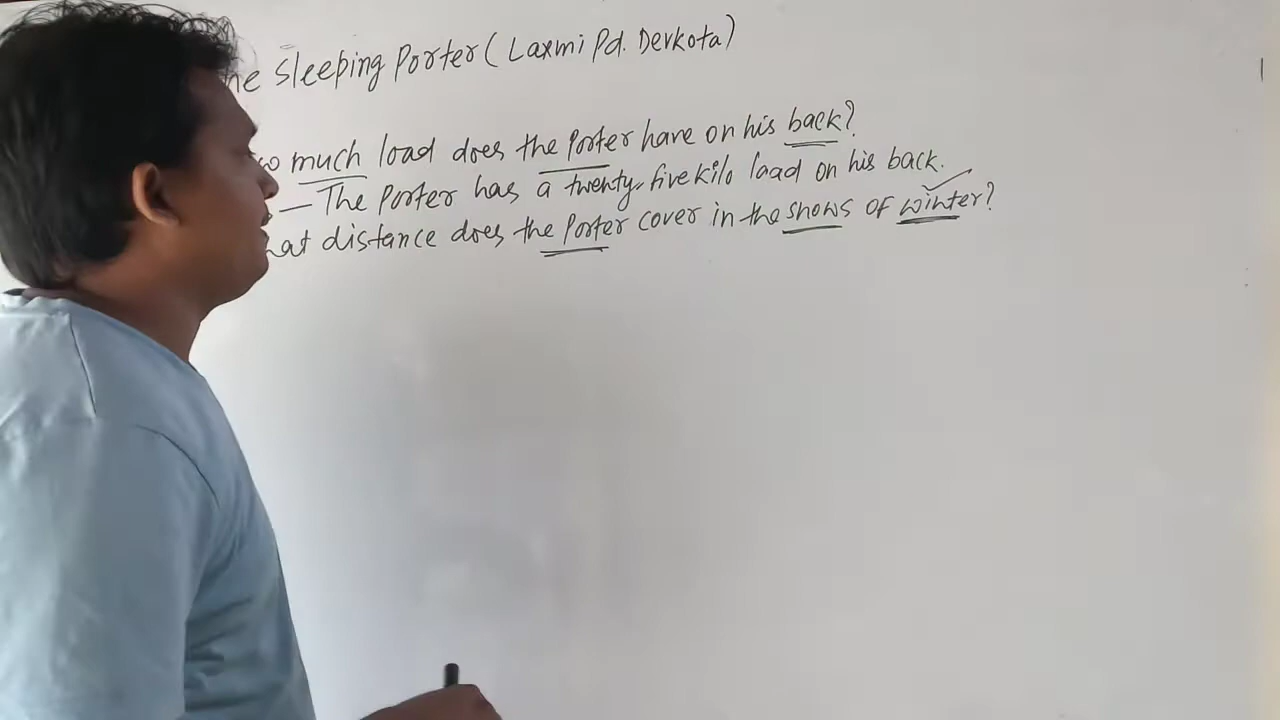 he Sleeping Porter (Laxmi Pd. Devkota)
much load does the Porter have on his back?
— The Porter has a twenty-five kilo load on his back.
hat distance does the Porter cover in the snows of winter?